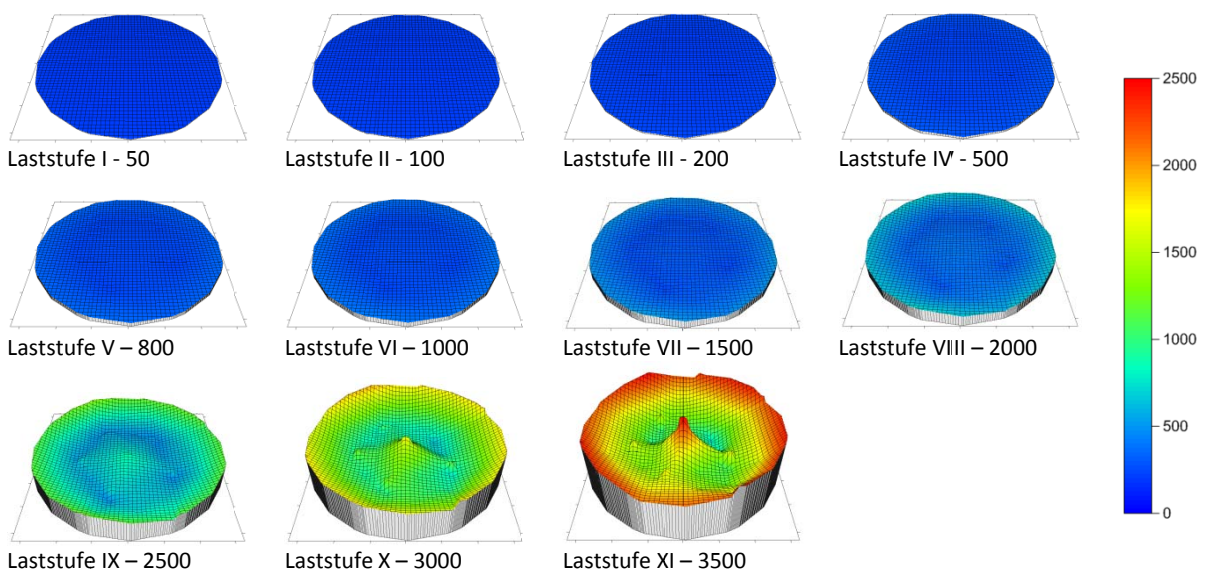 Laststufe I - 50
Laststufe II - 100
Laststufe III - 200
Laststufe IV - 500
Laststufe V – 800
Laststufe VI – 1000
Laststufe VII – 1500
Laststufe VIII – 2000
Laststufe IX – 2500
Laststufe X – 3000
Laststufe XI – 3500
2500
2000
1500
1000
500
0